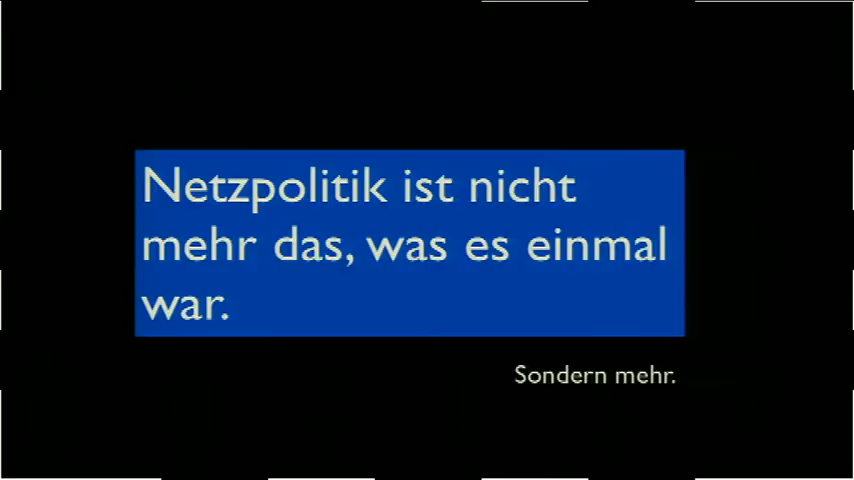 Netzpolitik ist nicht
mehr das, was es einmal
war.
Sondern mehr.